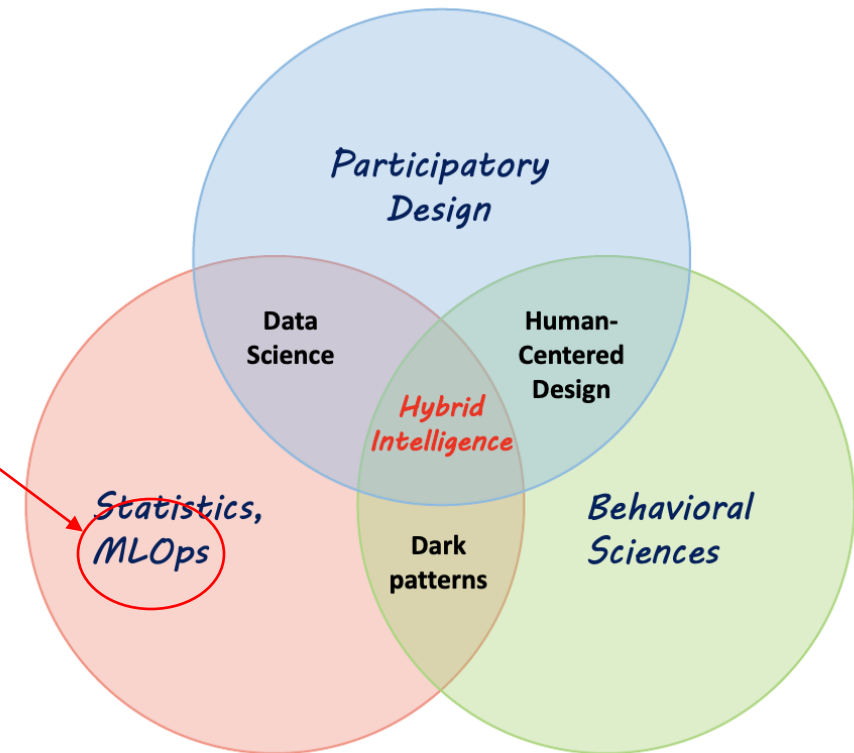 Participatory
Design
Data
Science
Human-
Centered
Design
Hybrid
Intelligence
Statistics,
MLOps
Behavioral
Sciences
Dark
patterns